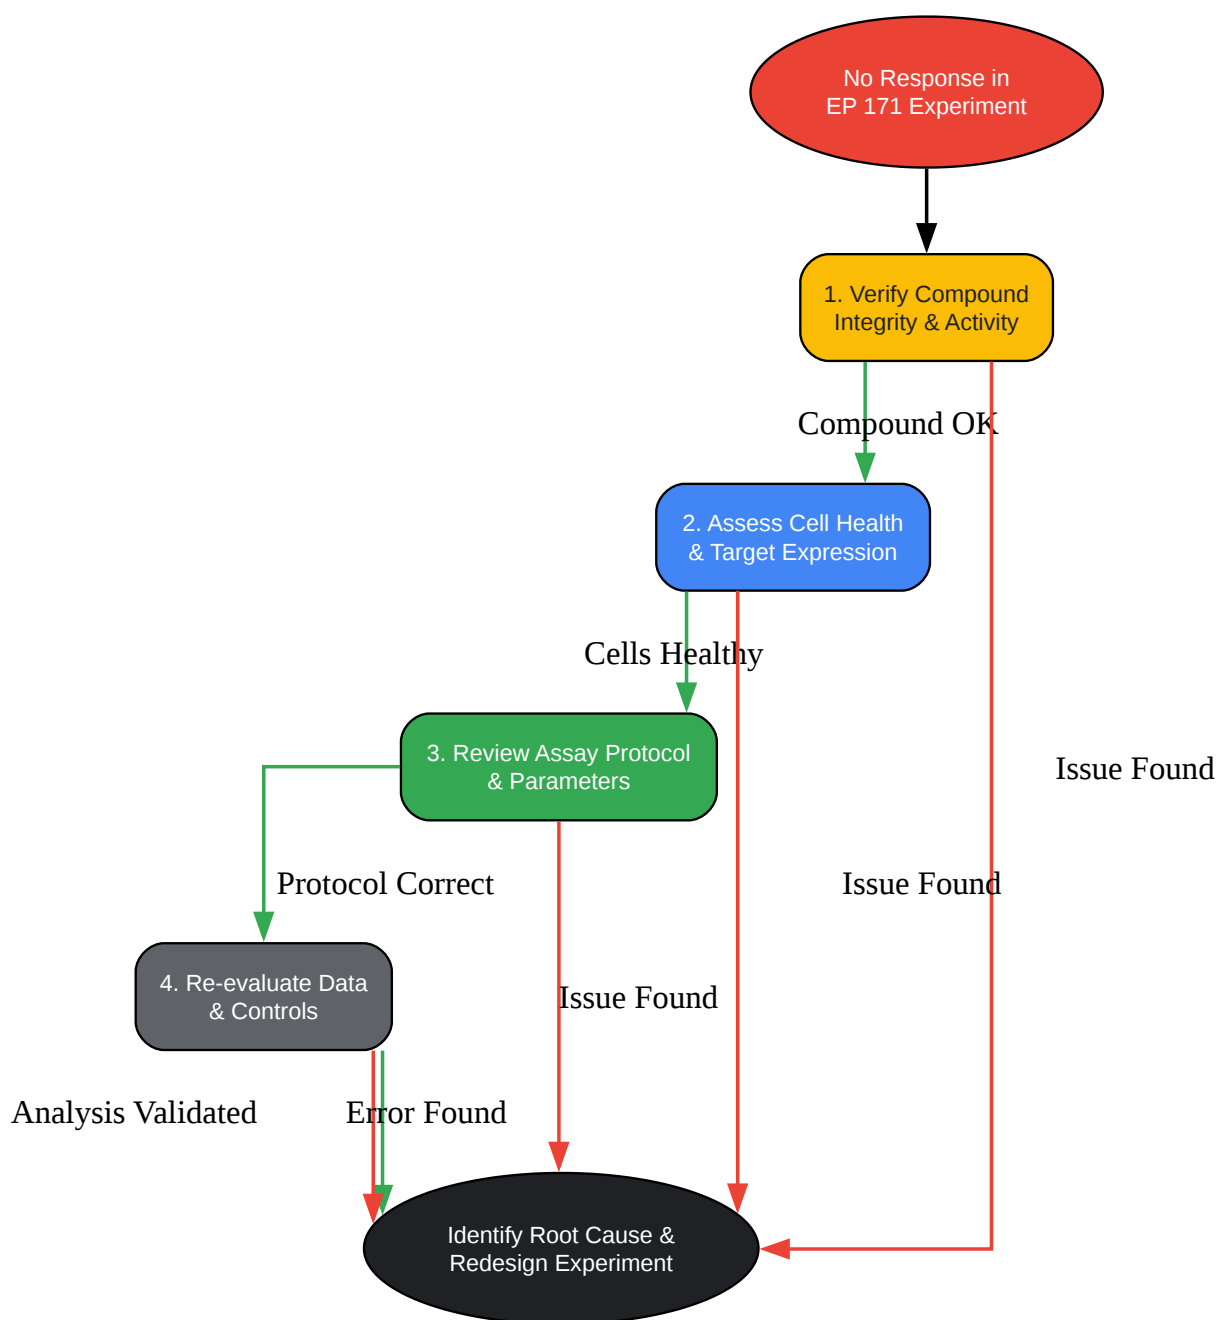 No Response in
EP 171 Experiment
1. Verify Compound
Integrity & Activity
Compound OK
2. Assess Cell Health
& Target Expression
Cells Healthy
3. Review Assay Protocol
& Parameters
Issue Found
Protocol Correct
Issue Found
4. Re-evaluate Data
& Controls
Issue Found
Analysis Validated
Error Found
Identify Root Cause &
Redesign Experiment